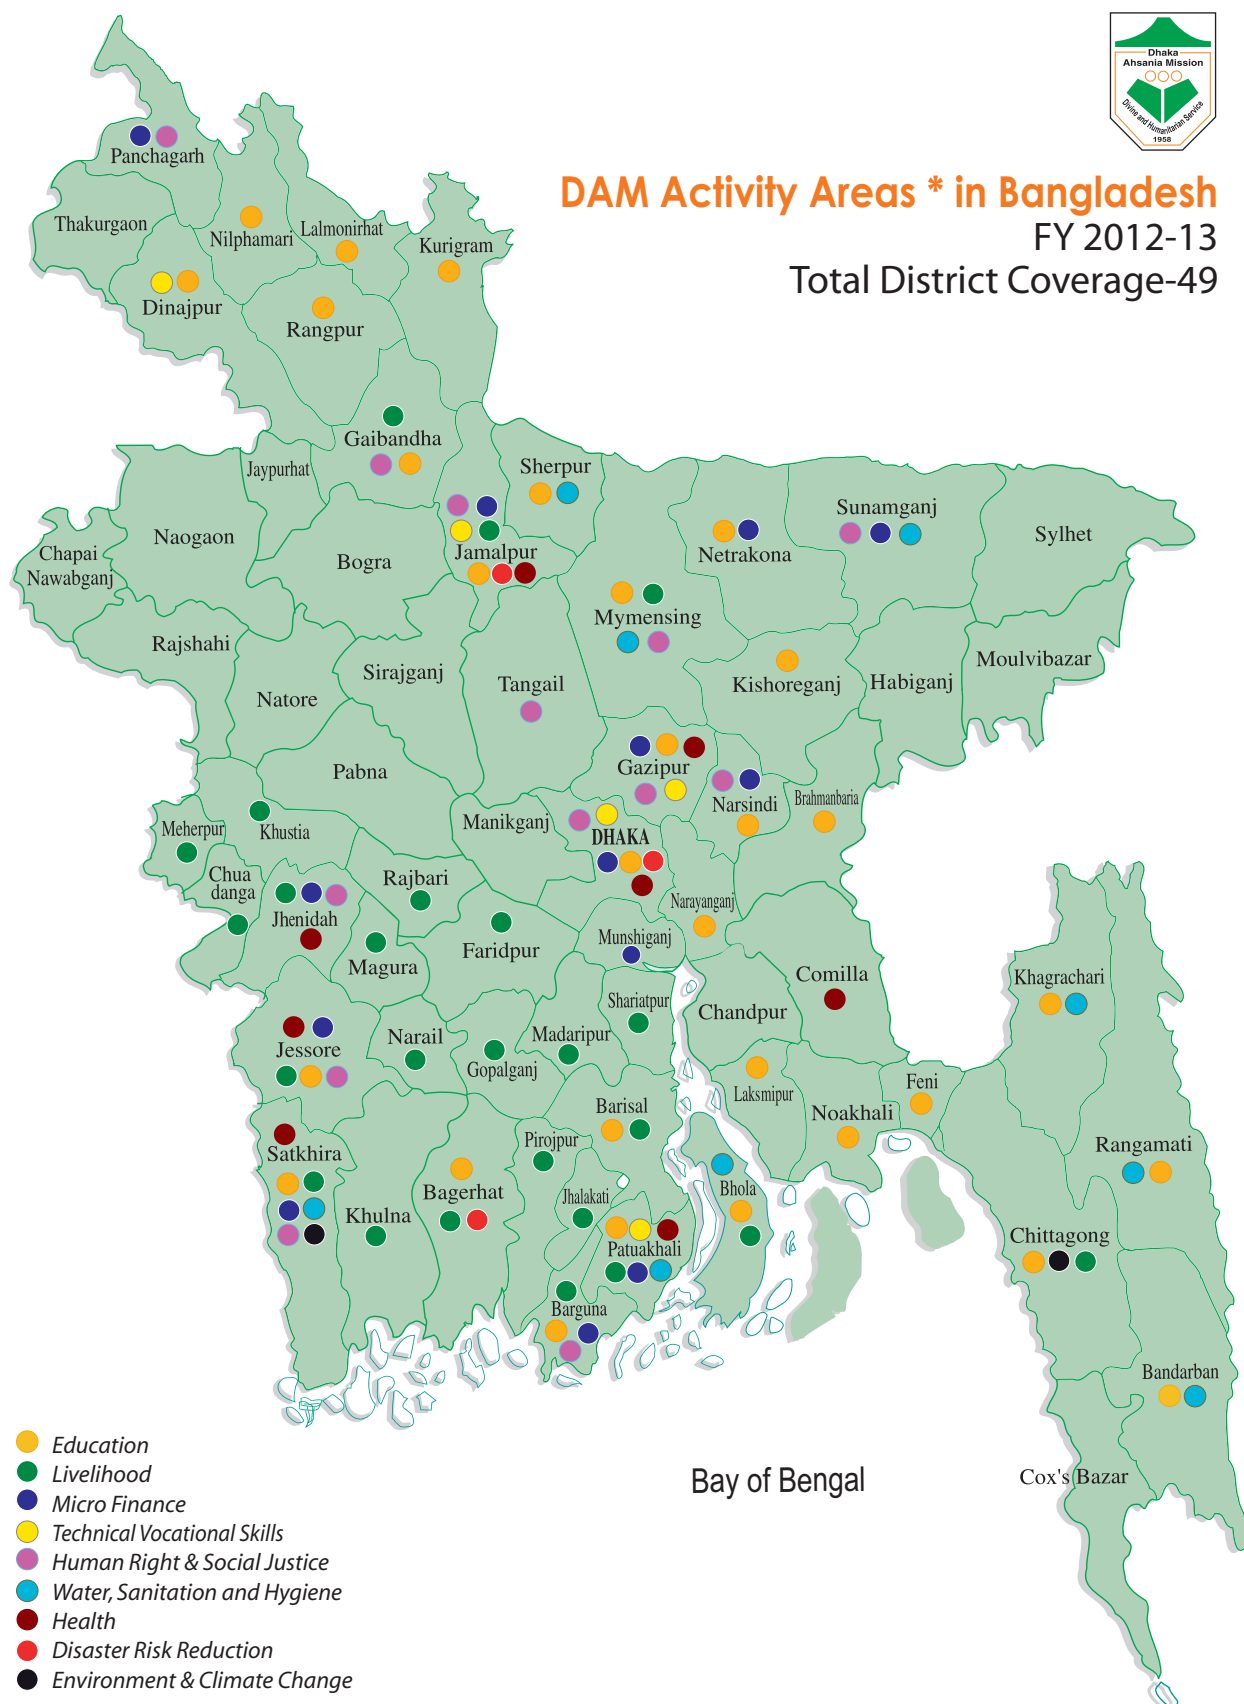 Dhaka
Ahsania Mission
Divine and Humanitarian Service
1958
DAM Activity Areas * in Bangladesh
FY 2012-13
Total District Coverage-49
Panchagarh
Thakurgaon
Nilphamari
Lalmonirhat
Kurigram
Dinajpur
Rangpur
Gaibandha
Jaypurhat
Sherpur
Sunamganj
Sylhet
Naogaon
Chapai
Nawabganj
Bogra
Jamalpur
Netrakona
Mymensing
Rajshahi
Sirajganj
Natore
Tangail
Kishoreganj
Habiganj
Moulvibazar
Pabna
Gazipur
Narsindi
Brahmanbaria
Meherpur
Khustia
Manikganj
DHAKA
Chua
danga
Rajbari
Jhenidah
Narayanganj
Magura
Faridpur
Munshiganj
Comilla
Khagrachari
Shariatpur
Chandpur
Jessore
Narail
Gopalganj
Madaripur
Laksmipur
Feni
Noakhali
Barisal
Pirojpur
Satkhira
Rangamati
Bagerhat
Jhalakati
Bhola
Khulna
Patuakhali
Chittagong
Barguna
Bandarban
Cox's Bazar
Bay of Bengal
Education
Livelihood
Micro Finance
Technical Vocational Skills
Human Right & Social Justice
Water, Sanitation and Hygiene
Health
Disaster Risk Reduction
Environment & Climate Change